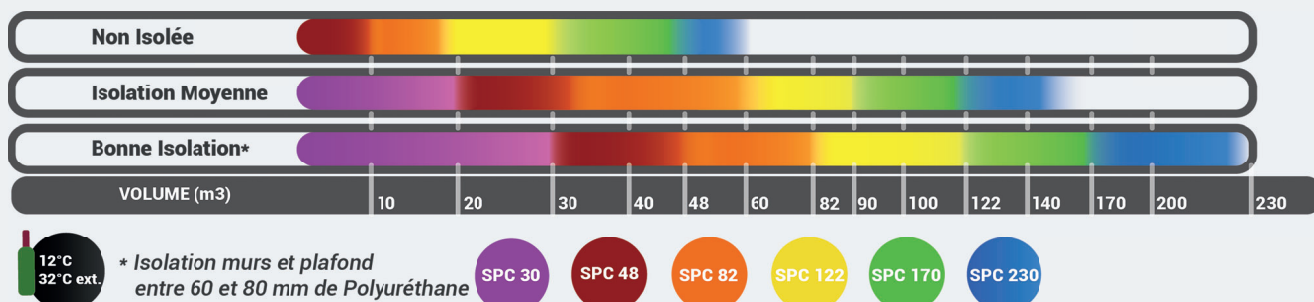 Non Isolée
Isolation Moyenne
Bonne Isolation*
VOLUME (m3) 10 20 30 40 48 60 82 90 100 122 140 170 200 230
12°C
32°C ext.
* Isolation murs et plafond
entre 60 et 80 mm de Polyuréthane
SPC 30 SPC 48 SPC 82 SPC 122 SPC 170 SPC 230